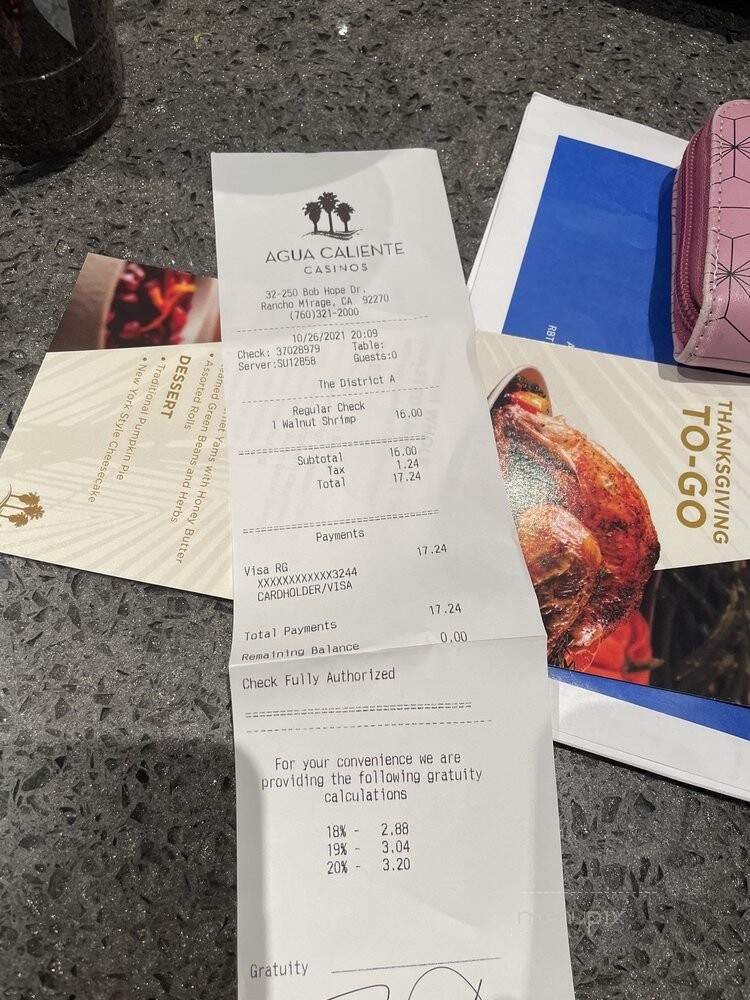 AGUA CALIENTE
CASINOS
32-250 Bob Hope Dr.
Rancho Mirage, CA 92270
(760)321-2000
10/26/2021 20:09
Check: 37028979 Table:
Server:SU12858 Guests:0
The District A
Regular Check
1 Walnut Shrimp 16.00
Subtotal 16.00
Tax 1.24
Total 17.24
Payments
Visa RG 17.24
XXXXXXXXXXXX3244
CARDHOLDER/VISA
Total Payments 17.24
Remaining Balance 0.00
Check Fully Authorized
For your convenience we are
providing the following gratuity
calculations
18% - 2.88
19% - 3.04
20% - 3.20
Gratuity
Yams with Honey Butter
Green Beans and Herbs
• Assorted Rolls
DESSERT
• Traditional Pumpkin Pie
• New York Style Cheesecake
THANKSGIVING
TO-GO
menupix